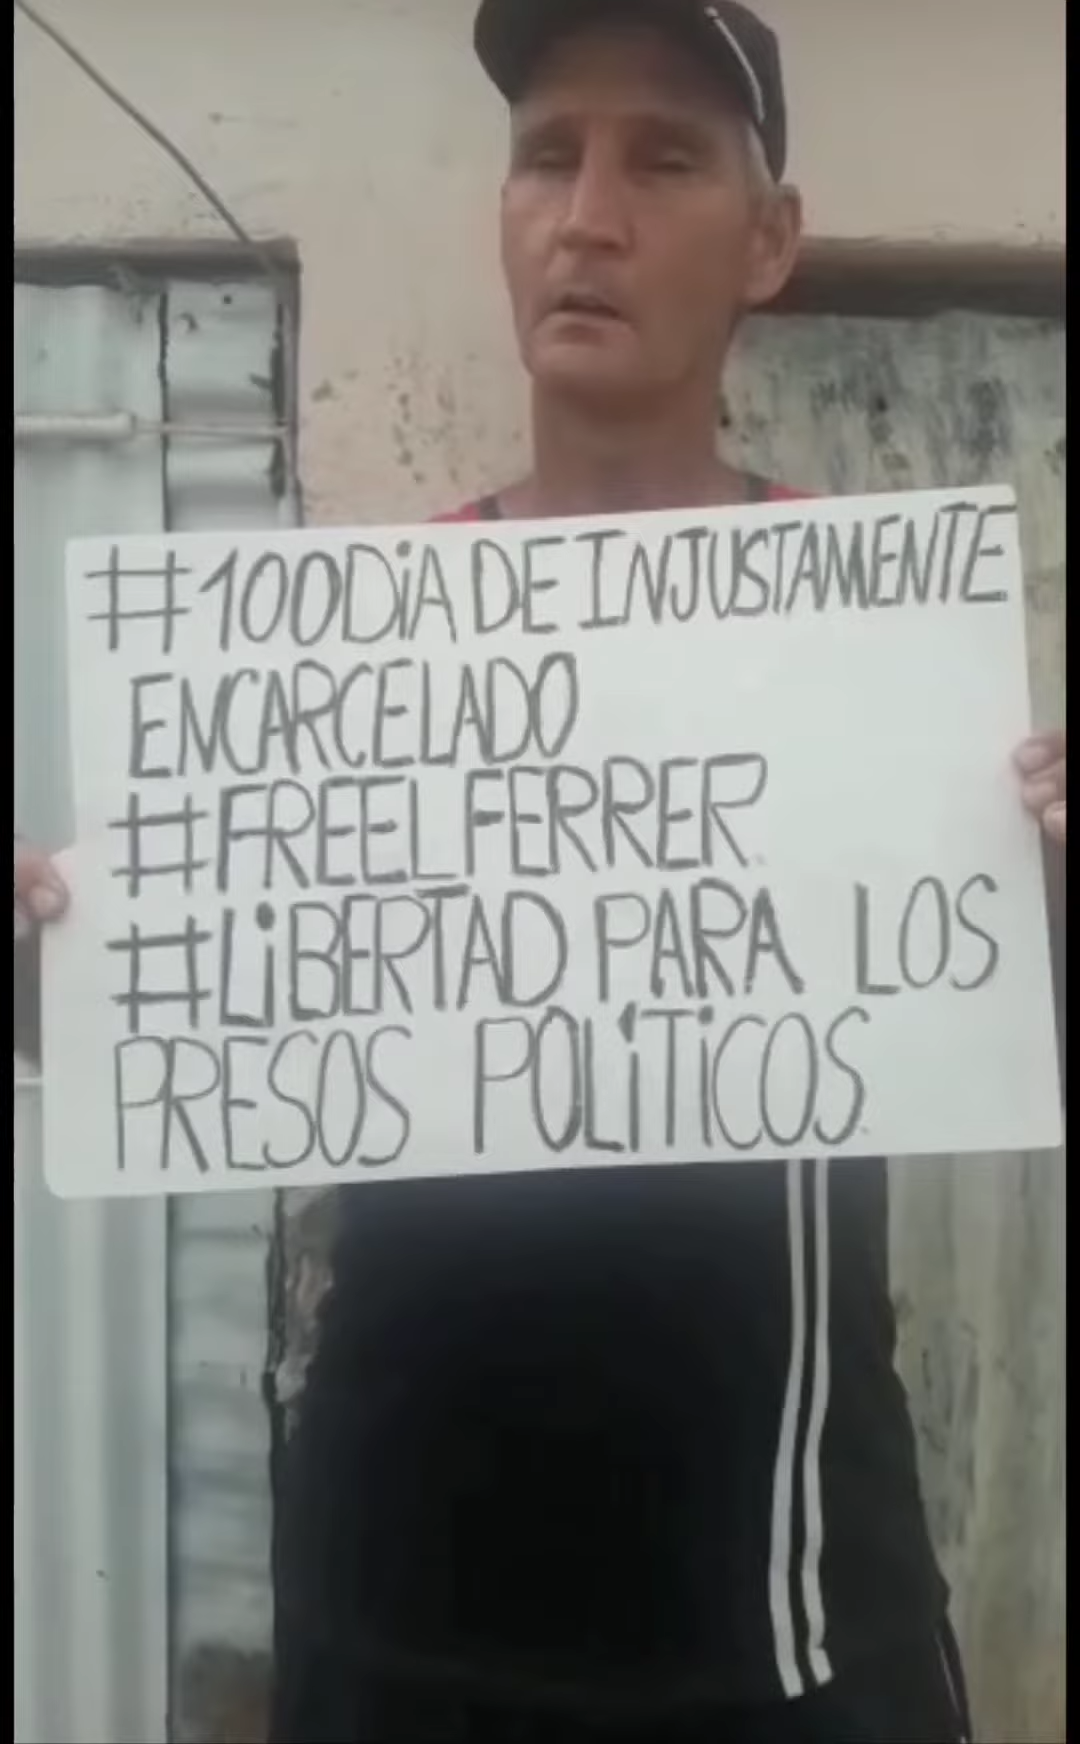 #100DiA DE INJUSTAMENTE
ENCARCELADO
#FREELFERRER.
#LiBERTAD PARA LOS
PRESOS POLíTiCOS.